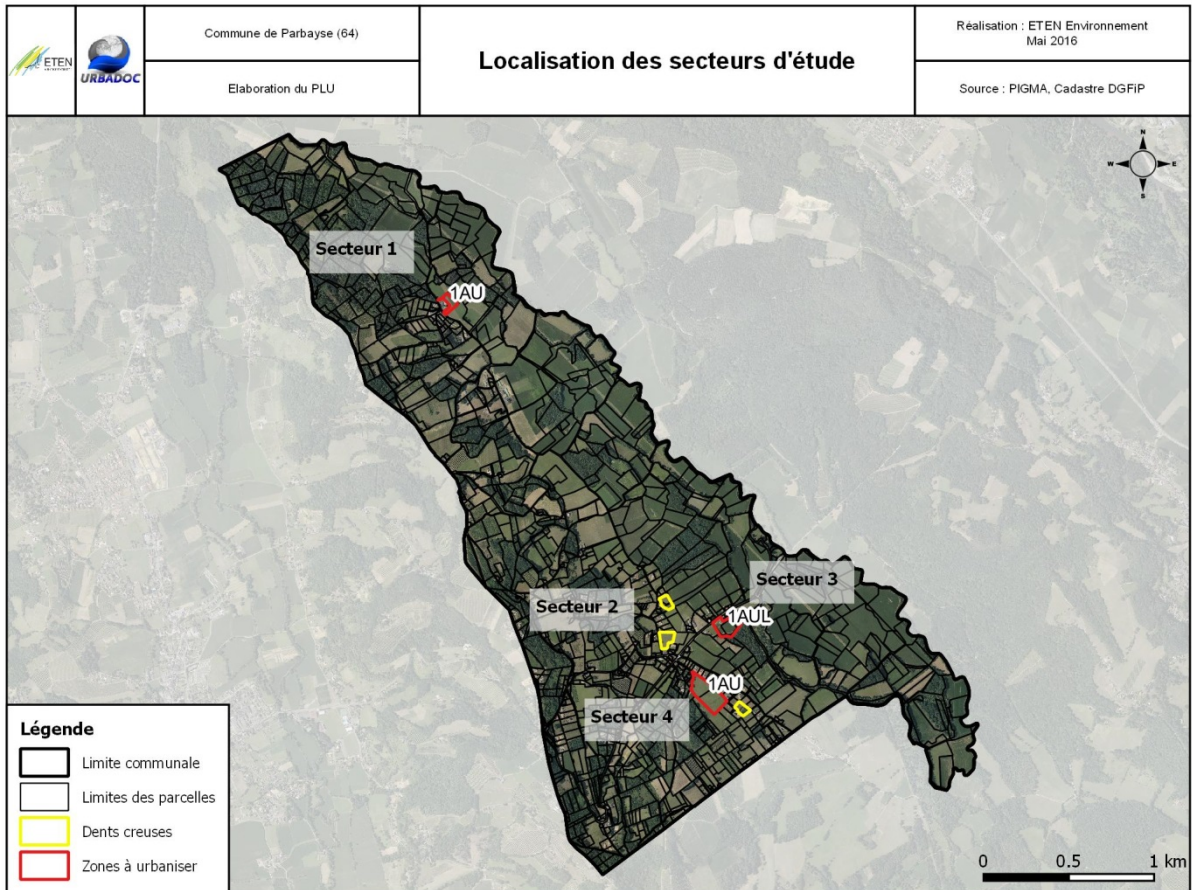 ETEN
ENVIRONNEMENT
URBADOC
Commune de Parbayse (64)
Elaboration du PLU
Localisation des secteurs d'étude
Réalisation : ETEN Environnement
Mai 2016
Source : PIGMA, Cadastre DGFiP
N
W
E
S
Secteur 1
1AU
Secteur 3
Secteur 2
1AUL
1AU
Secteur 4
Légende
Limite communale
Limites des parcelles
Dents creuses
Zones à urbaniser
0 0.5 1 km